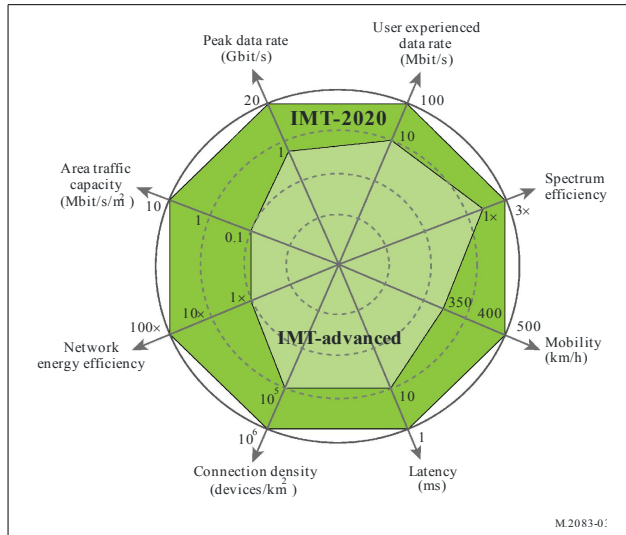 Peak data rate
(Gbit/s)
User experienced
data rate
(Mbit/s)
20
100
IMT-2020
1
10
Area traffic
capacity
(Mbit/s/m²)
10
1
0.1
Spectrum
efficiency
1×
3×
1×
10×
100×
Network
energy efficiency
350
400
500
Mobility
(km/h)
IMT-advanced
10⁵
10⁶
10
1
Connection density
(devices/km²)
Latency
(ms)